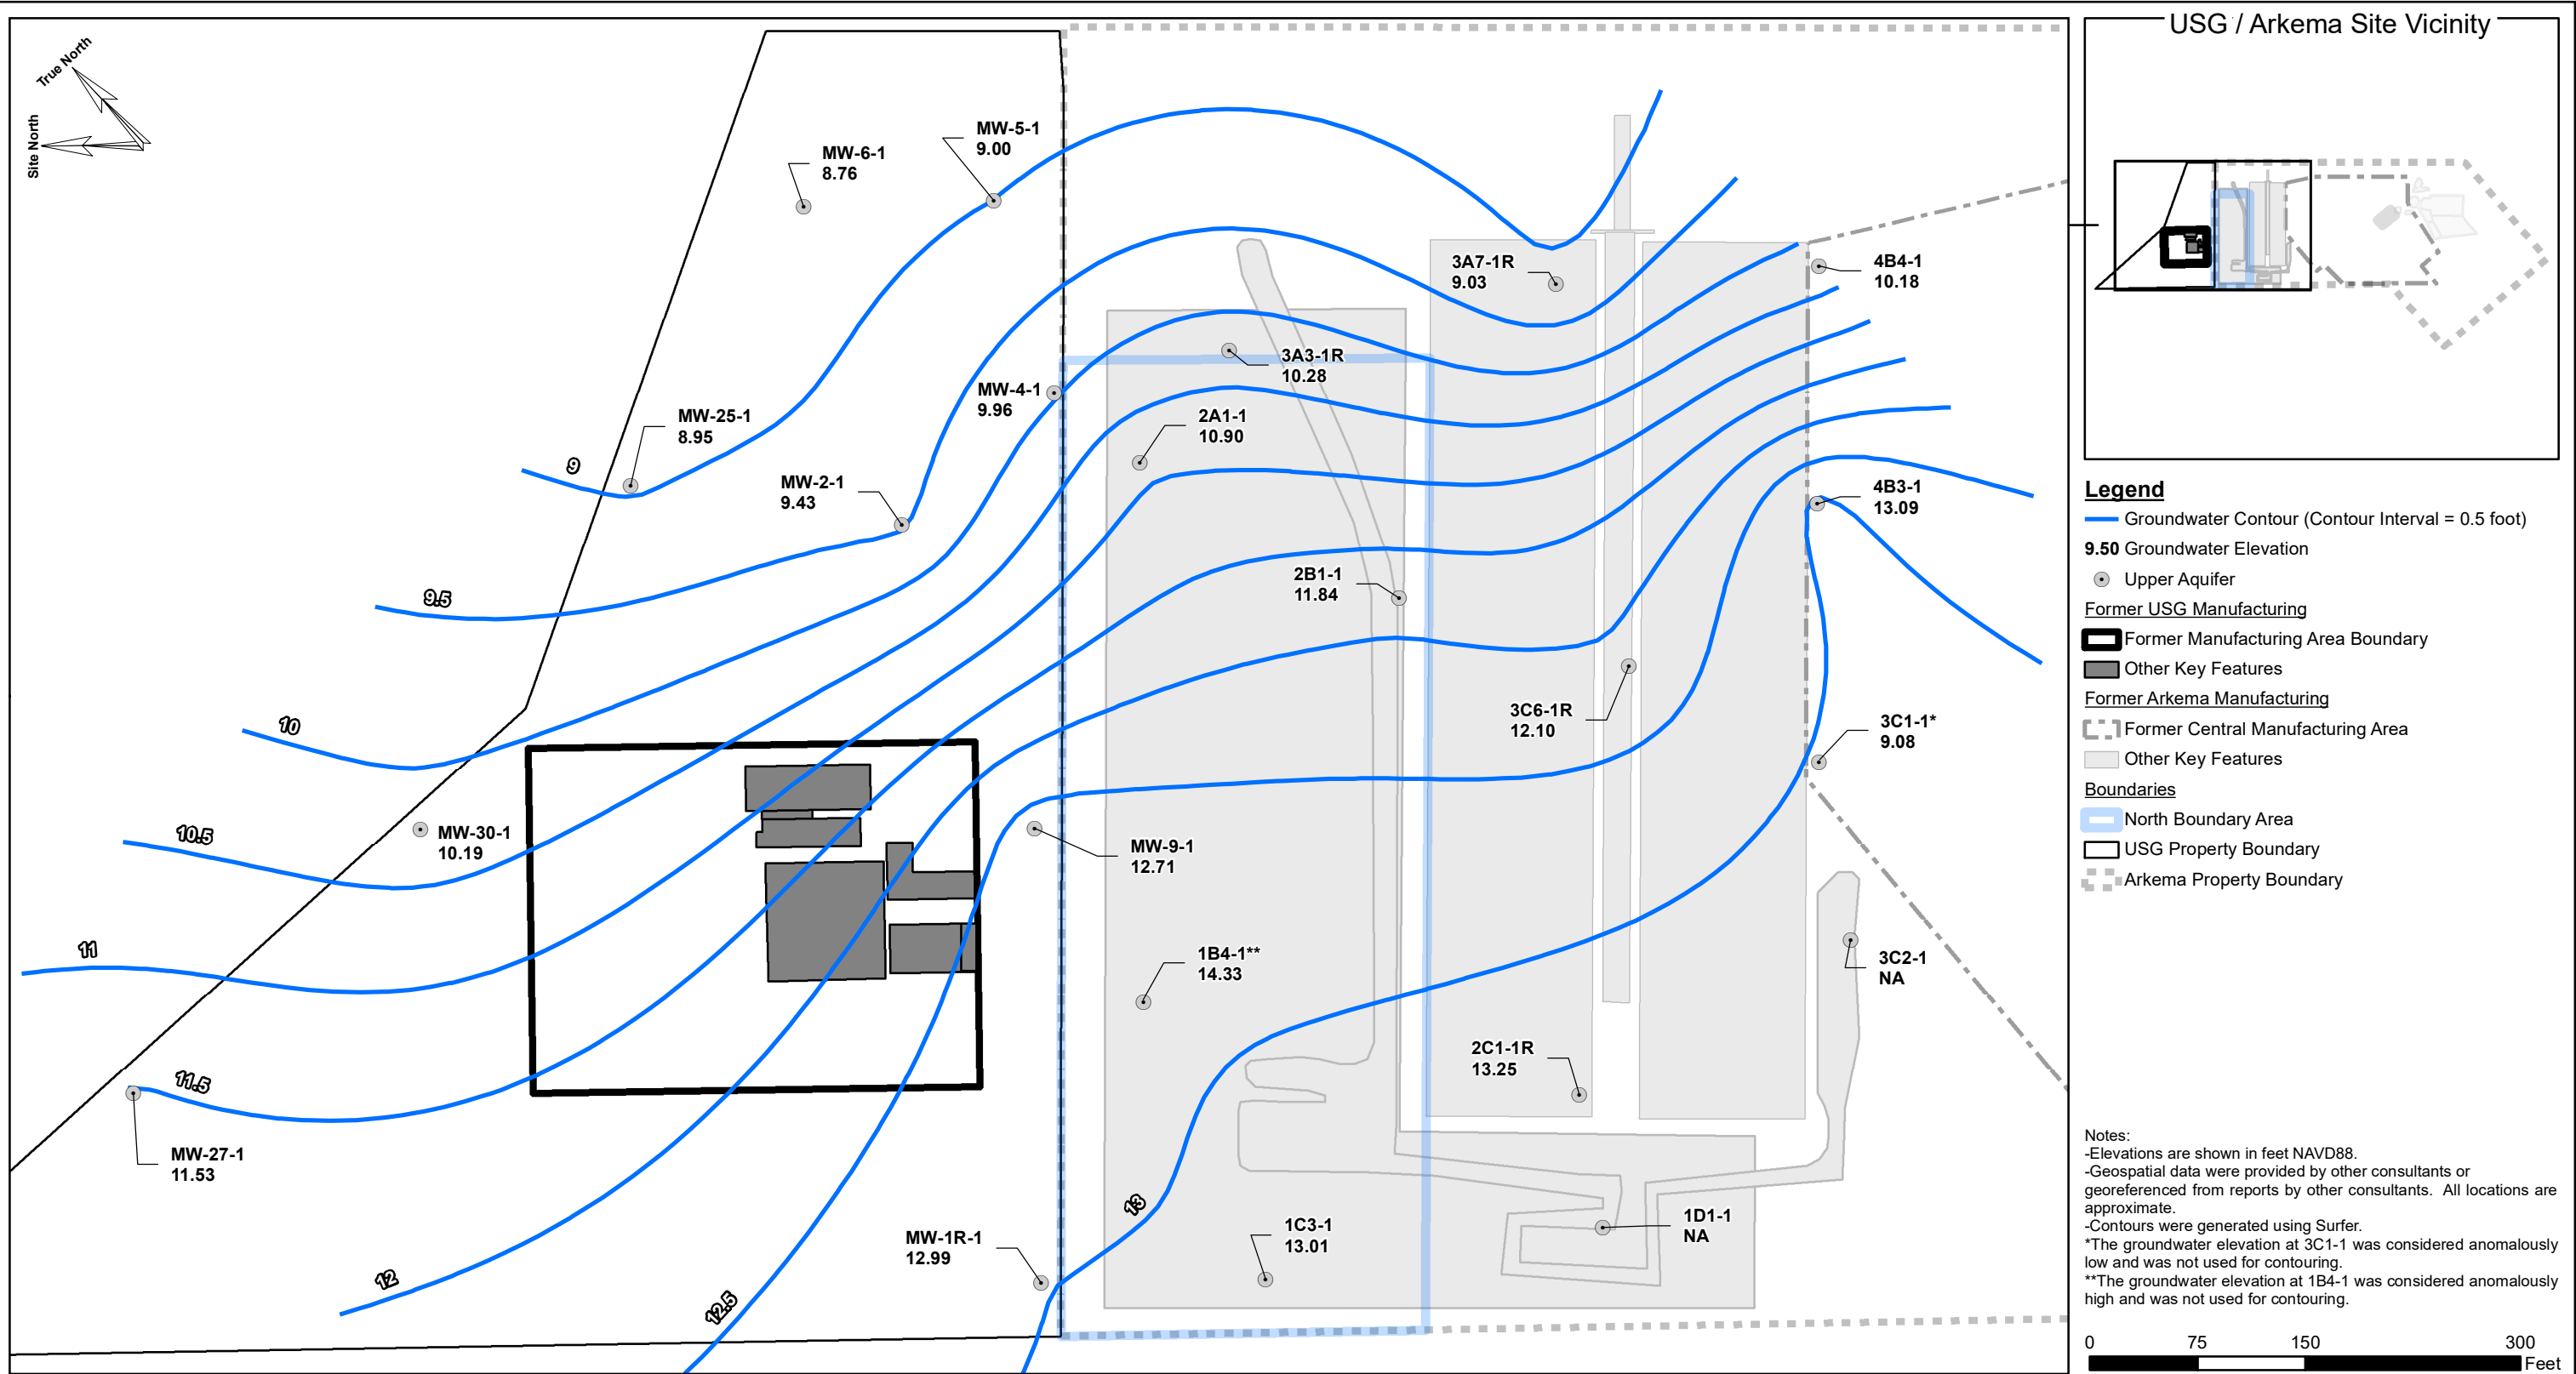 True North
Site North
MW-6-1
8.76
MW-5-1
9.00
MW-25-1
8.95
MW-4-1
9.96
MW-2-1
9.43
3A3-1R
10.28
2A1-1
10.90
3A7-1R
9.03
4B4-1
10.18
4B3-1
13.09
2B1-1
11.84
3C6-1R
12.10
3C1-1*
9.08
MW-30-1
10.19
MW-9-1
12.71
1B4-1**
14.33
3C2-1
NA
2C1-1R
13.25
MW-27-1
11.53
MW-1R-1
12.99
1C3-1
13.01
1D1-1
NA
9
9.5
10
10.5
11
11.5
12
12.5
13
USG / Arkema Site Vicinity
Legend
Groundwater Contour (Contour Interval = 0.5 foot)
9.50 Groundwater Elevation
Upper Aquifer
Former USG Manufacturing
Former Manufacturing Area Boundary
Other Key Features
Former Arkema Manufacturing
Former Central Manufacturing Area
Other Key Features
Boundaries
North Boundary Area
USG Property Boundary
Arkema Property Boundary
Notes:
-Elevations are shown in feet NAVD88.
-Geospatial data were provided by other consultants or
georeferenced from reports by other consultants. All locations are
approximate.
-Contours were generated using Surfer.
*The groundwater elevation at 3C1-1 was considered anomalously
low and was not used for contouring.
**The groundwater elevation at 1B4-1 was considered anomalously
high and was not used for contouring.
0 75 150 300
Feet